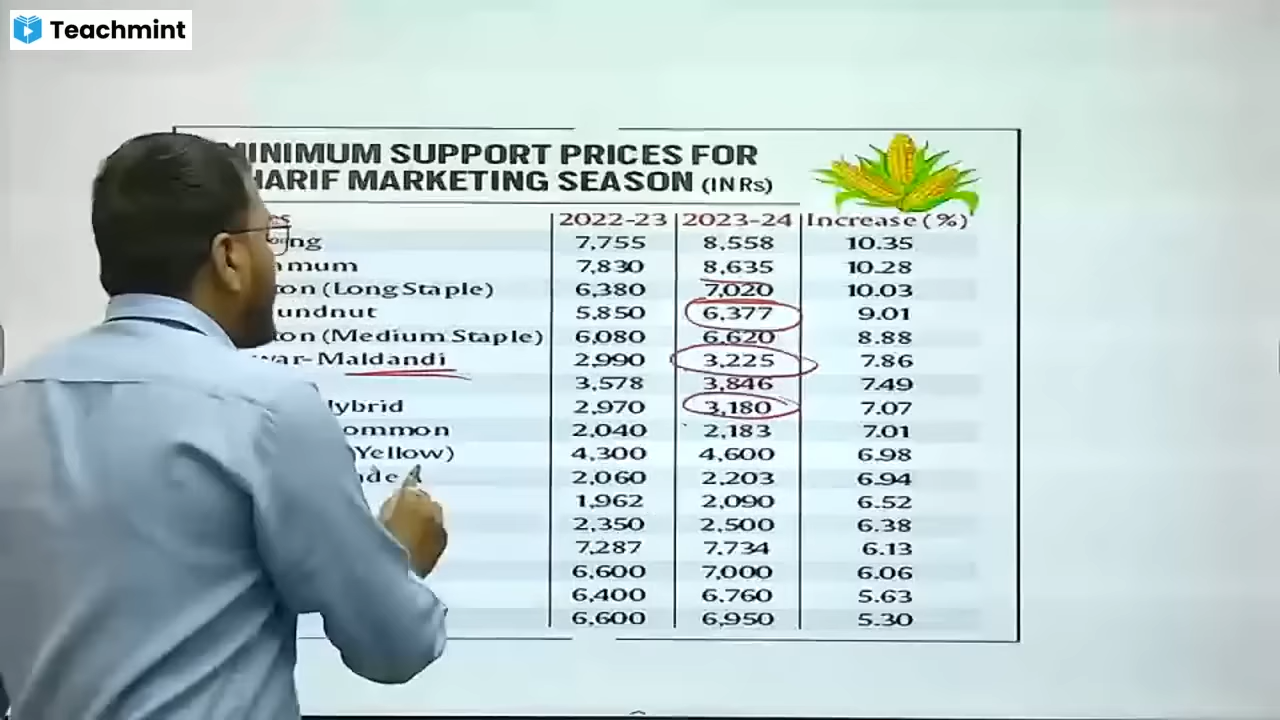 Teachmint
MINIMUM SUPPORT PRICES FOR
HARIF MARKETING SEASON (IN Rs)
2022-23 2023-24 Increase (%)
7,755 8,558 10.35
7,830 8,635 10.28
(Long Staple) 6,380 7,020 10.03
undnut 5.850 6,377 9.01
(Medium Staple) 6,080 6,620 8.88
war-Maldandi 2,990 3,225 7.86
3,578 3,846 7.49
ybrid 2,970 3,180 7.07
ommon 2,040 2,183 7.01
Yellow) 4,300 4,600 6.98
2,060 2,203 6.94
1,962 2,090 6.52
2,350 2,500 6.38
7,287 7.734 6.13
6,600 7,000 6.06
6,400 6.760 5.63
6,600 6,950 5.30